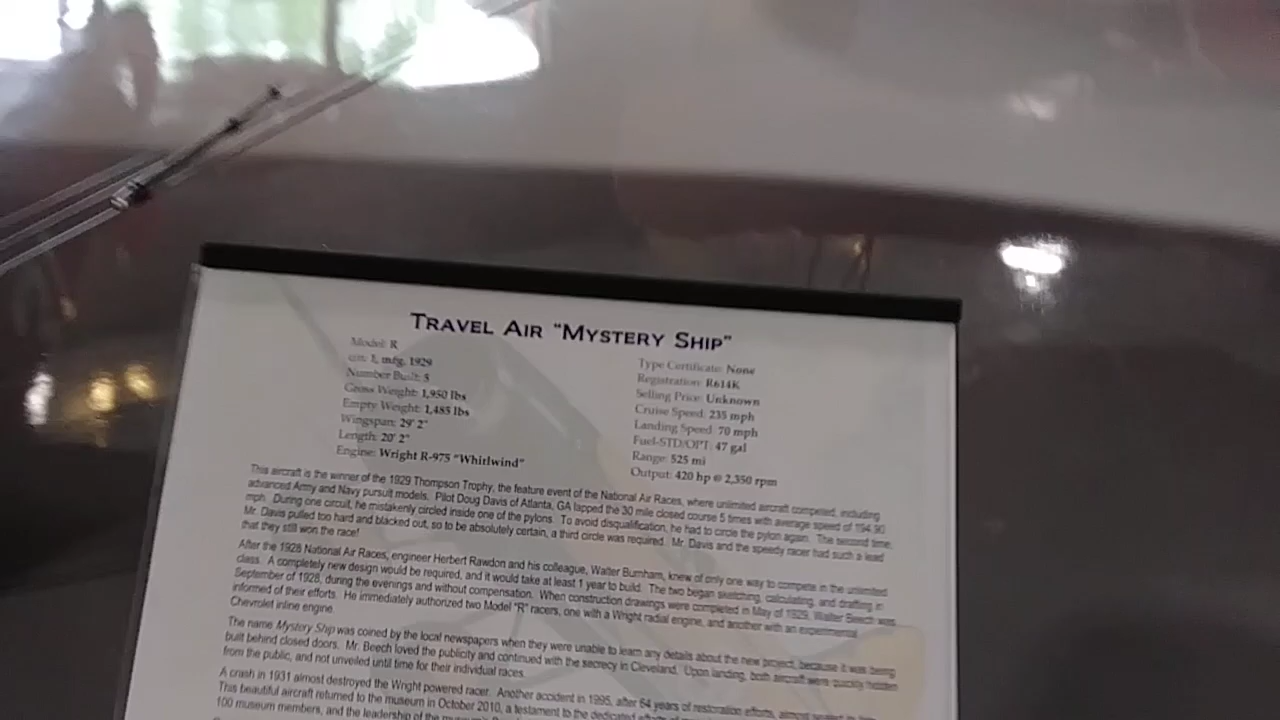 TRAVEL AIR "MYSTERY SHIP"
Model: R
1, mfg. 1929
Number Built: 5
Gross Weight: 1,950 lbs
Empty Weight: 1,485 lbs
Wingspan: 29' 2"
Length: 20' 2"
Engine: Wright R-975 "Whirlwind"
Type Certificate: None
Registration: R614K
Selling Price: Unknown
Cruise Speed: 235 mph
Landing Speed: 70 mph
Fuel-STD/OPT: 47 gal
Range: 525 mi
Output: 420 hp @ 2,350 rpm
This aircraft is the winner of the 1929 Thompson Trophy, the feature event of the National Air Races, where unlimited aircraft competed, including
advanced Army and Navy pursuit models. Pilot Doug Davis of Atlanta, GA lapped the 30 mile closed course 5 times with average speed of 194.90
mph. During one circuit, he mistakenly circled inside one of the pylons. To avoid disqualification, he had to circle the pylon again. The second time,
Mr. Davis pulled too hard and blacked out, so to be absolutely certain, a third circle was required. Mr. Davis and the speedy racer had such a lead
that they still won the race!
After the 1928 National Air Races, engineer Herbert Rawdon and his colleague, Walter Burnham, knew of only one way to compete in the unlimited
class. A completely new design would be required, and it would take at least 1 year to build. The two began sketching, calculating, and drafting in
September of 1928, during the evenings and without compensation. When construction drawings were completed in May of 1929, Walter Beech was
informed of their efforts. He immediately authorized two Model "R" racers, one with a Wright radial engine, and another with an experimental
Chevrolet inline engine.
The name Mystery Ship was coined by the local newspapers when they were unable to learn any details about the new project, because it was being
built behind closed doors. Mr. Beech loved the publicity and continued with the secrecy in Cleveland. Upon landing, both aircraft were quickly hidden
from the public, and not unveiled until time for their individual races.
A crash in 1931 almost destroyed the Wright powered racer. Another accident in 1995, after 64 years of restoration efforts, almost
This beautiful aircraft returned to the museum in October 2010, a testament to the dedicated efforts of
100 museum members, and the leadership of the